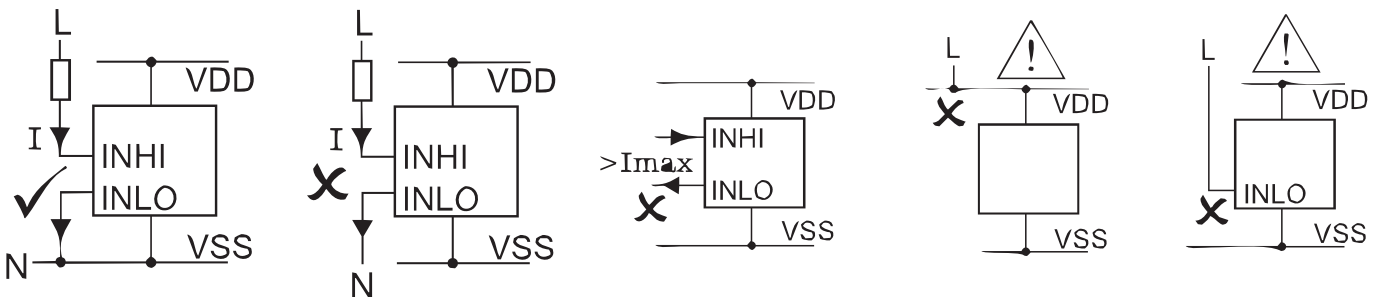 L
VDD
I
INHI
INLO
VSS
N
L
VDD
I
INHI
INLO
VSS
N
VDD
INHI
>Imax
INLO
VSS
L
!
VDD
VSS
L
!
VDD
INLO
VSS